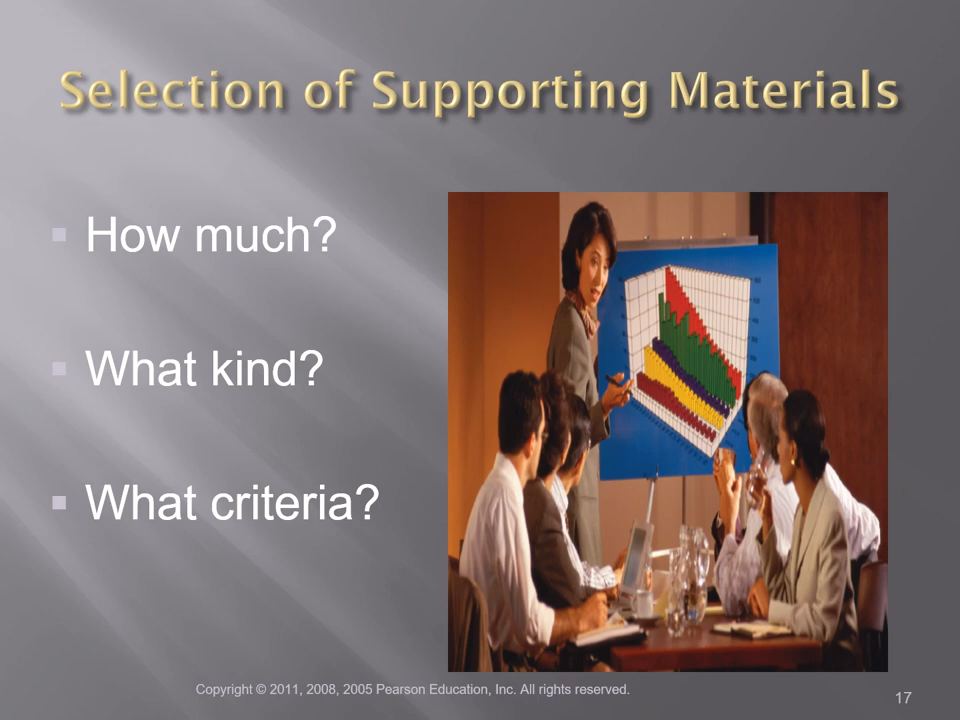 Selection of Supporting Materials
How much?
What kind?
What criteria?
Copyright © 2011, 2008, 2005 Pearson Education, Inc. All rights reserved.
17